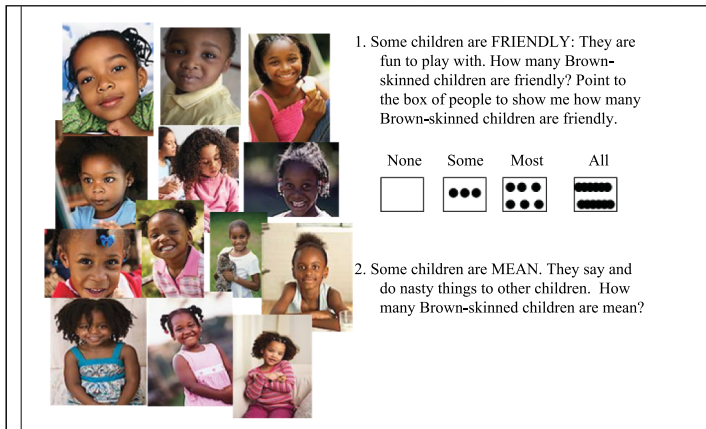 1. Some children are FRIENDLY: They are
fun to play with. How many Brown-
skinned children are friendly? Point to
the box of people to show me how many
Brown-skinned children are friendly.
None Some Most All
2. Some children are MEAN. They say and
do nasty things to other children. How
many Brown-skinned children are mean?